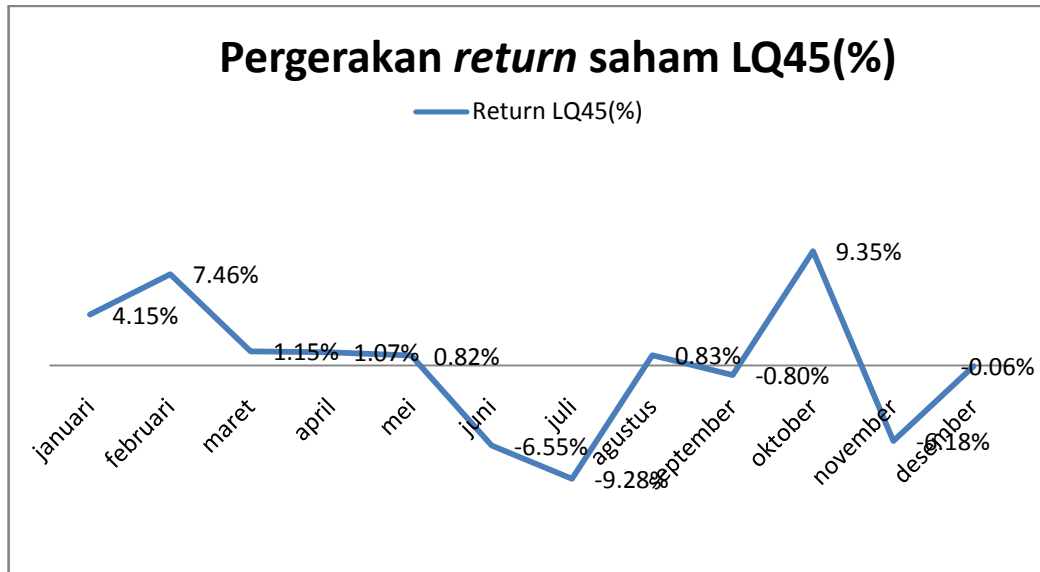 Pergerakan return saham LQ45(%)
Return LQ45(%)
9.35%
7.46%
4.15%
1.15%
1.07%
0.82%
0.83%
-0.80%
-0.06%
-6.55%
-9.28%
-6.18%
januari
februari
maret
april
mei
juni
juli
agustus
september
oktober
november
desember